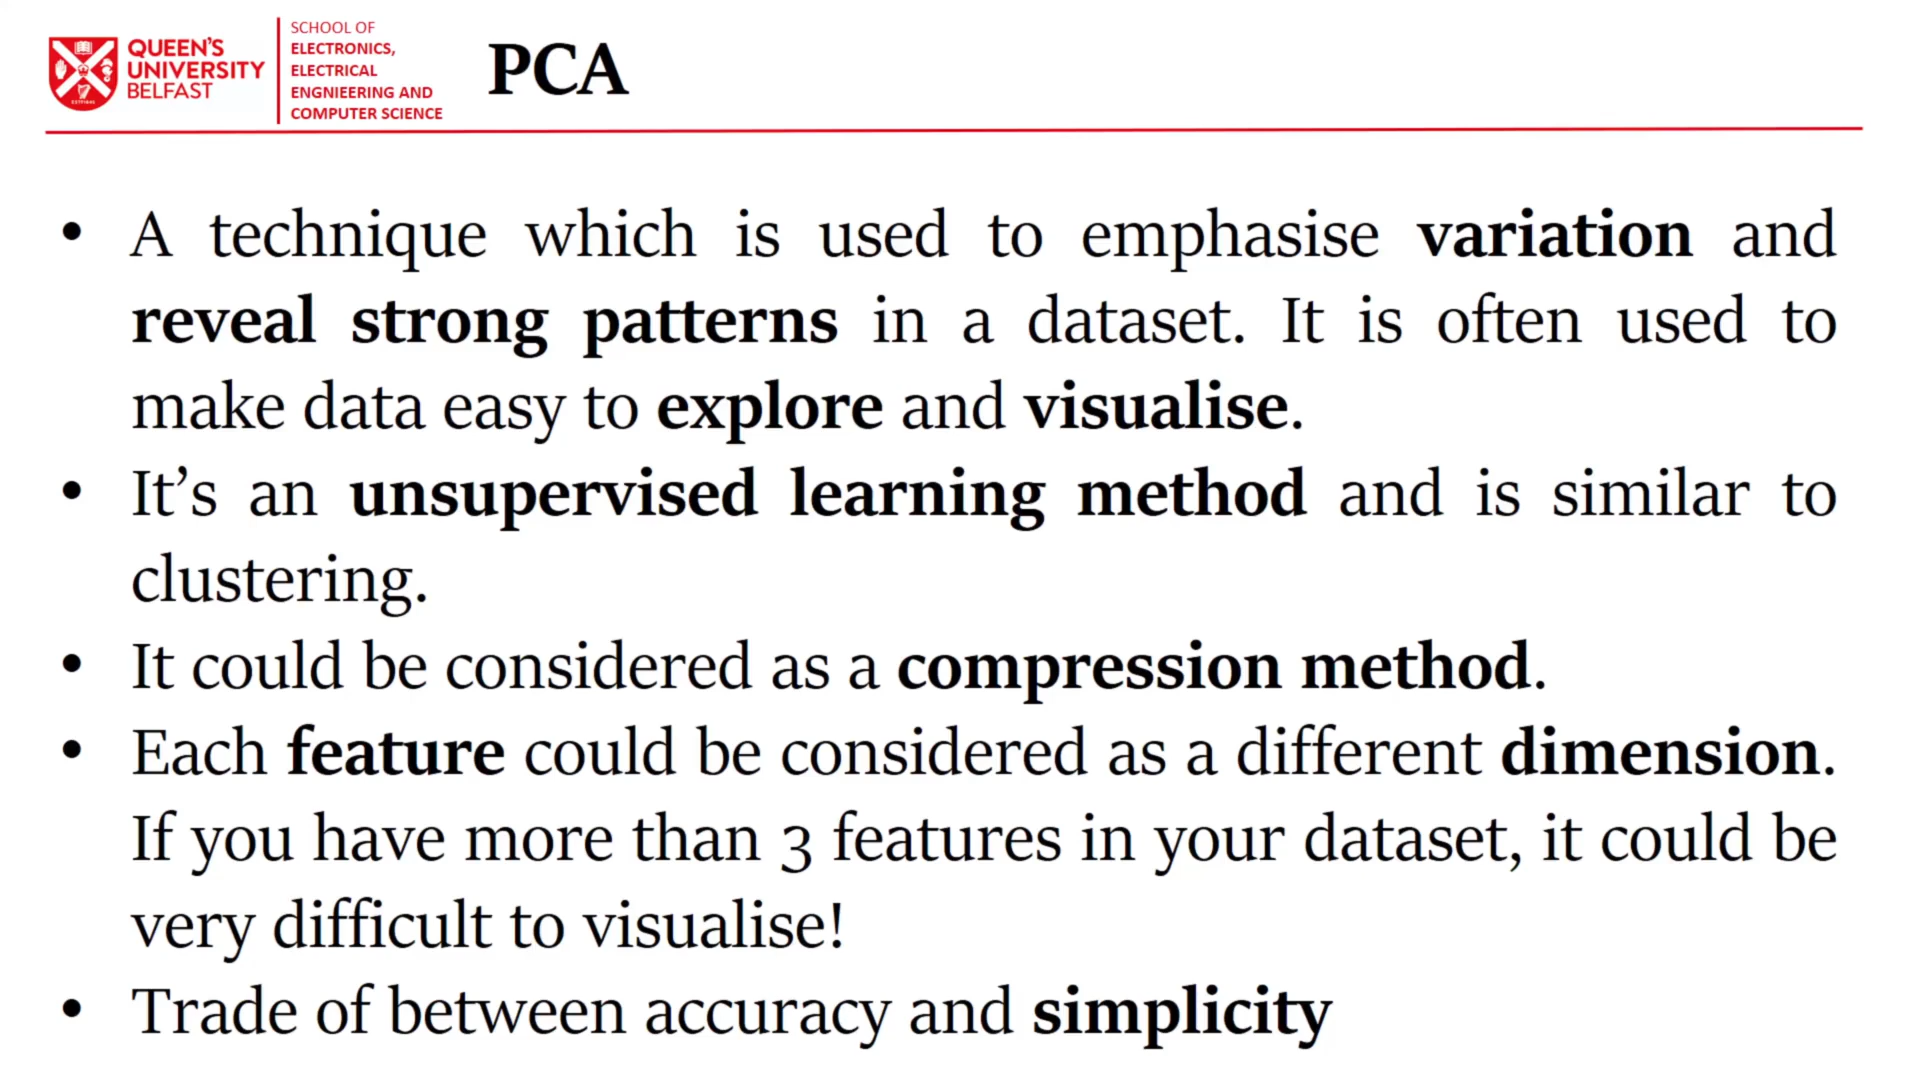 QUEEN'S
UNIVERSITY
BELFAST
SCHOOL OF
ELECTRONICS,
ELECTRICAL
ENGNIEERING AND
COMPUTER SCIENCE
PCA
• A technique which is used to emphasise variation and
reveal strong patterns in a dataset. It is often used to
make data easy to explore and visualise.
• It’s an unsupervised learning method and is similar to
clustering.
• It could be considered as a compression method.
• Each feature could be considered as a different dimension.
If you have more than 3 features in your dataset, it could be
very difficult to visualise!
• Trade of between accuracy and simplicity